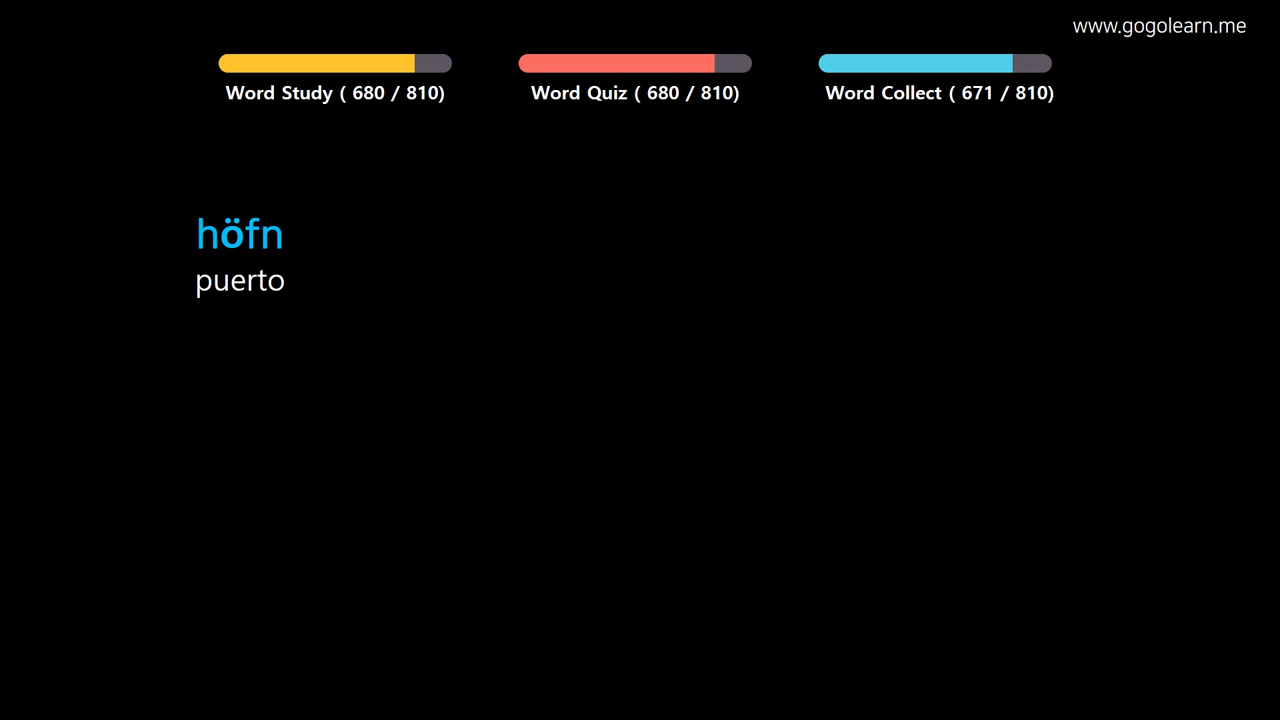 www.gogolearn.me
Word Study ( 680 / 810)
Word Quiz ( 680 / 810)
Word Collect ( 671 / 810)
höfn
puerto